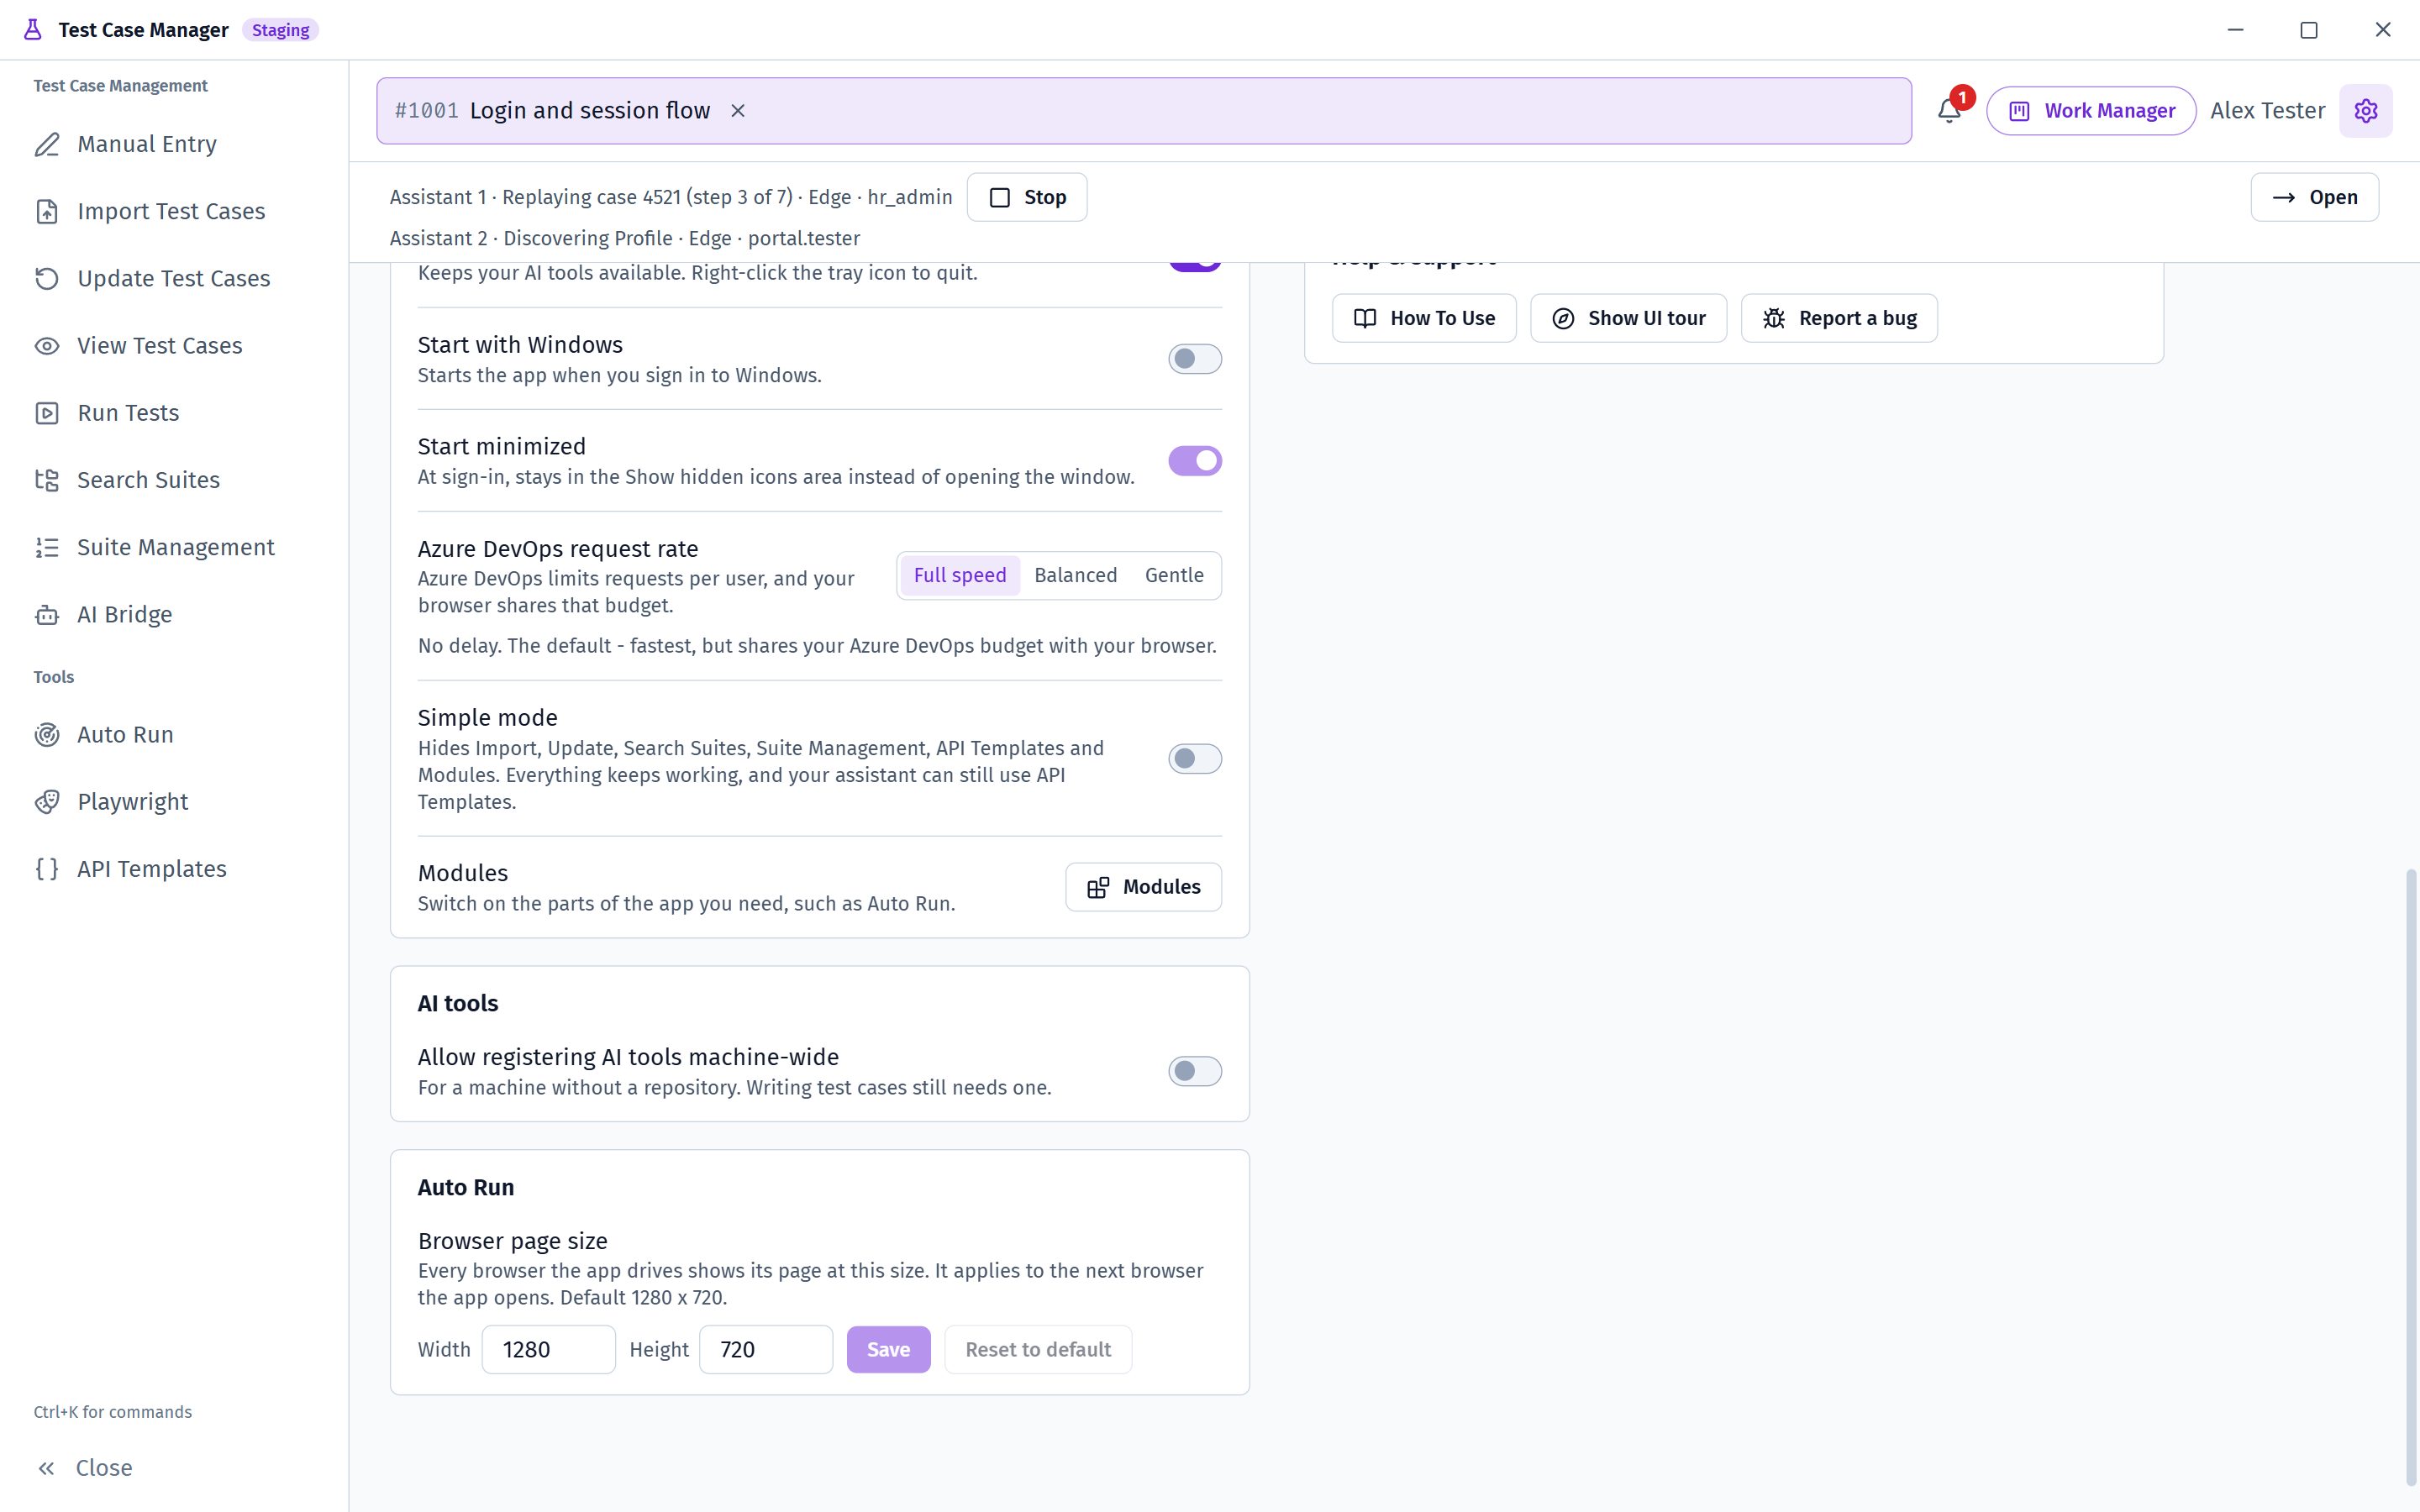 Test Case Manager Staging
Test Case Management
Manual Entry
Import Test Cases
Update Test Cases
View Test Cases
Run Tests
Search Suites
Suite Management
AI Bridge
Tools
Auto Run
Playwright
API Templates
Ctrl+K for commands
Close
#1001 Login and session flow
1
Work Manager
Alex Tester
Assistant 1 · Replaying case 4521 (step 3 of 7) · Edge · hr_admin
Stop
Open
Assistant 2 · Discovering Profile · Edge · portal.tester
Keeps your AI tools available. Right-click the tray icon to quit.
Start with Windows
Starts the app when you sign in to Windows.
Start minimized
At sign-in, stays in the Show hidden icons area instead of opening the window.
Azure DevOps request rate
Azure DevOps limits requests per user, and your
browser shares that budget.
Full speed Balanced Gentle
No delay. The default - fastest, but shares your Azure DevOps budget with your browser.
Simple mode
Hides Import, Update, Search Suites, Suite Management, API Templates and
Modules. Everything keeps working, and your assistant can still use API
Templates.
Modules
Switch on the parts of the app you need, such as Auto Run.
Modules
AI tools
Allow registering AI tools machine-wide
For a machine without a repository. Writing test cases still needs one.
Auto Run
Browser page size
Every browser the app drives shows its page at this size. It applies to the next browser
the app opens. Default 1280 x 720.
Width 1280 Height 720 Save Reset to default
Help & Support
How To Use Show UI tour Report a bug